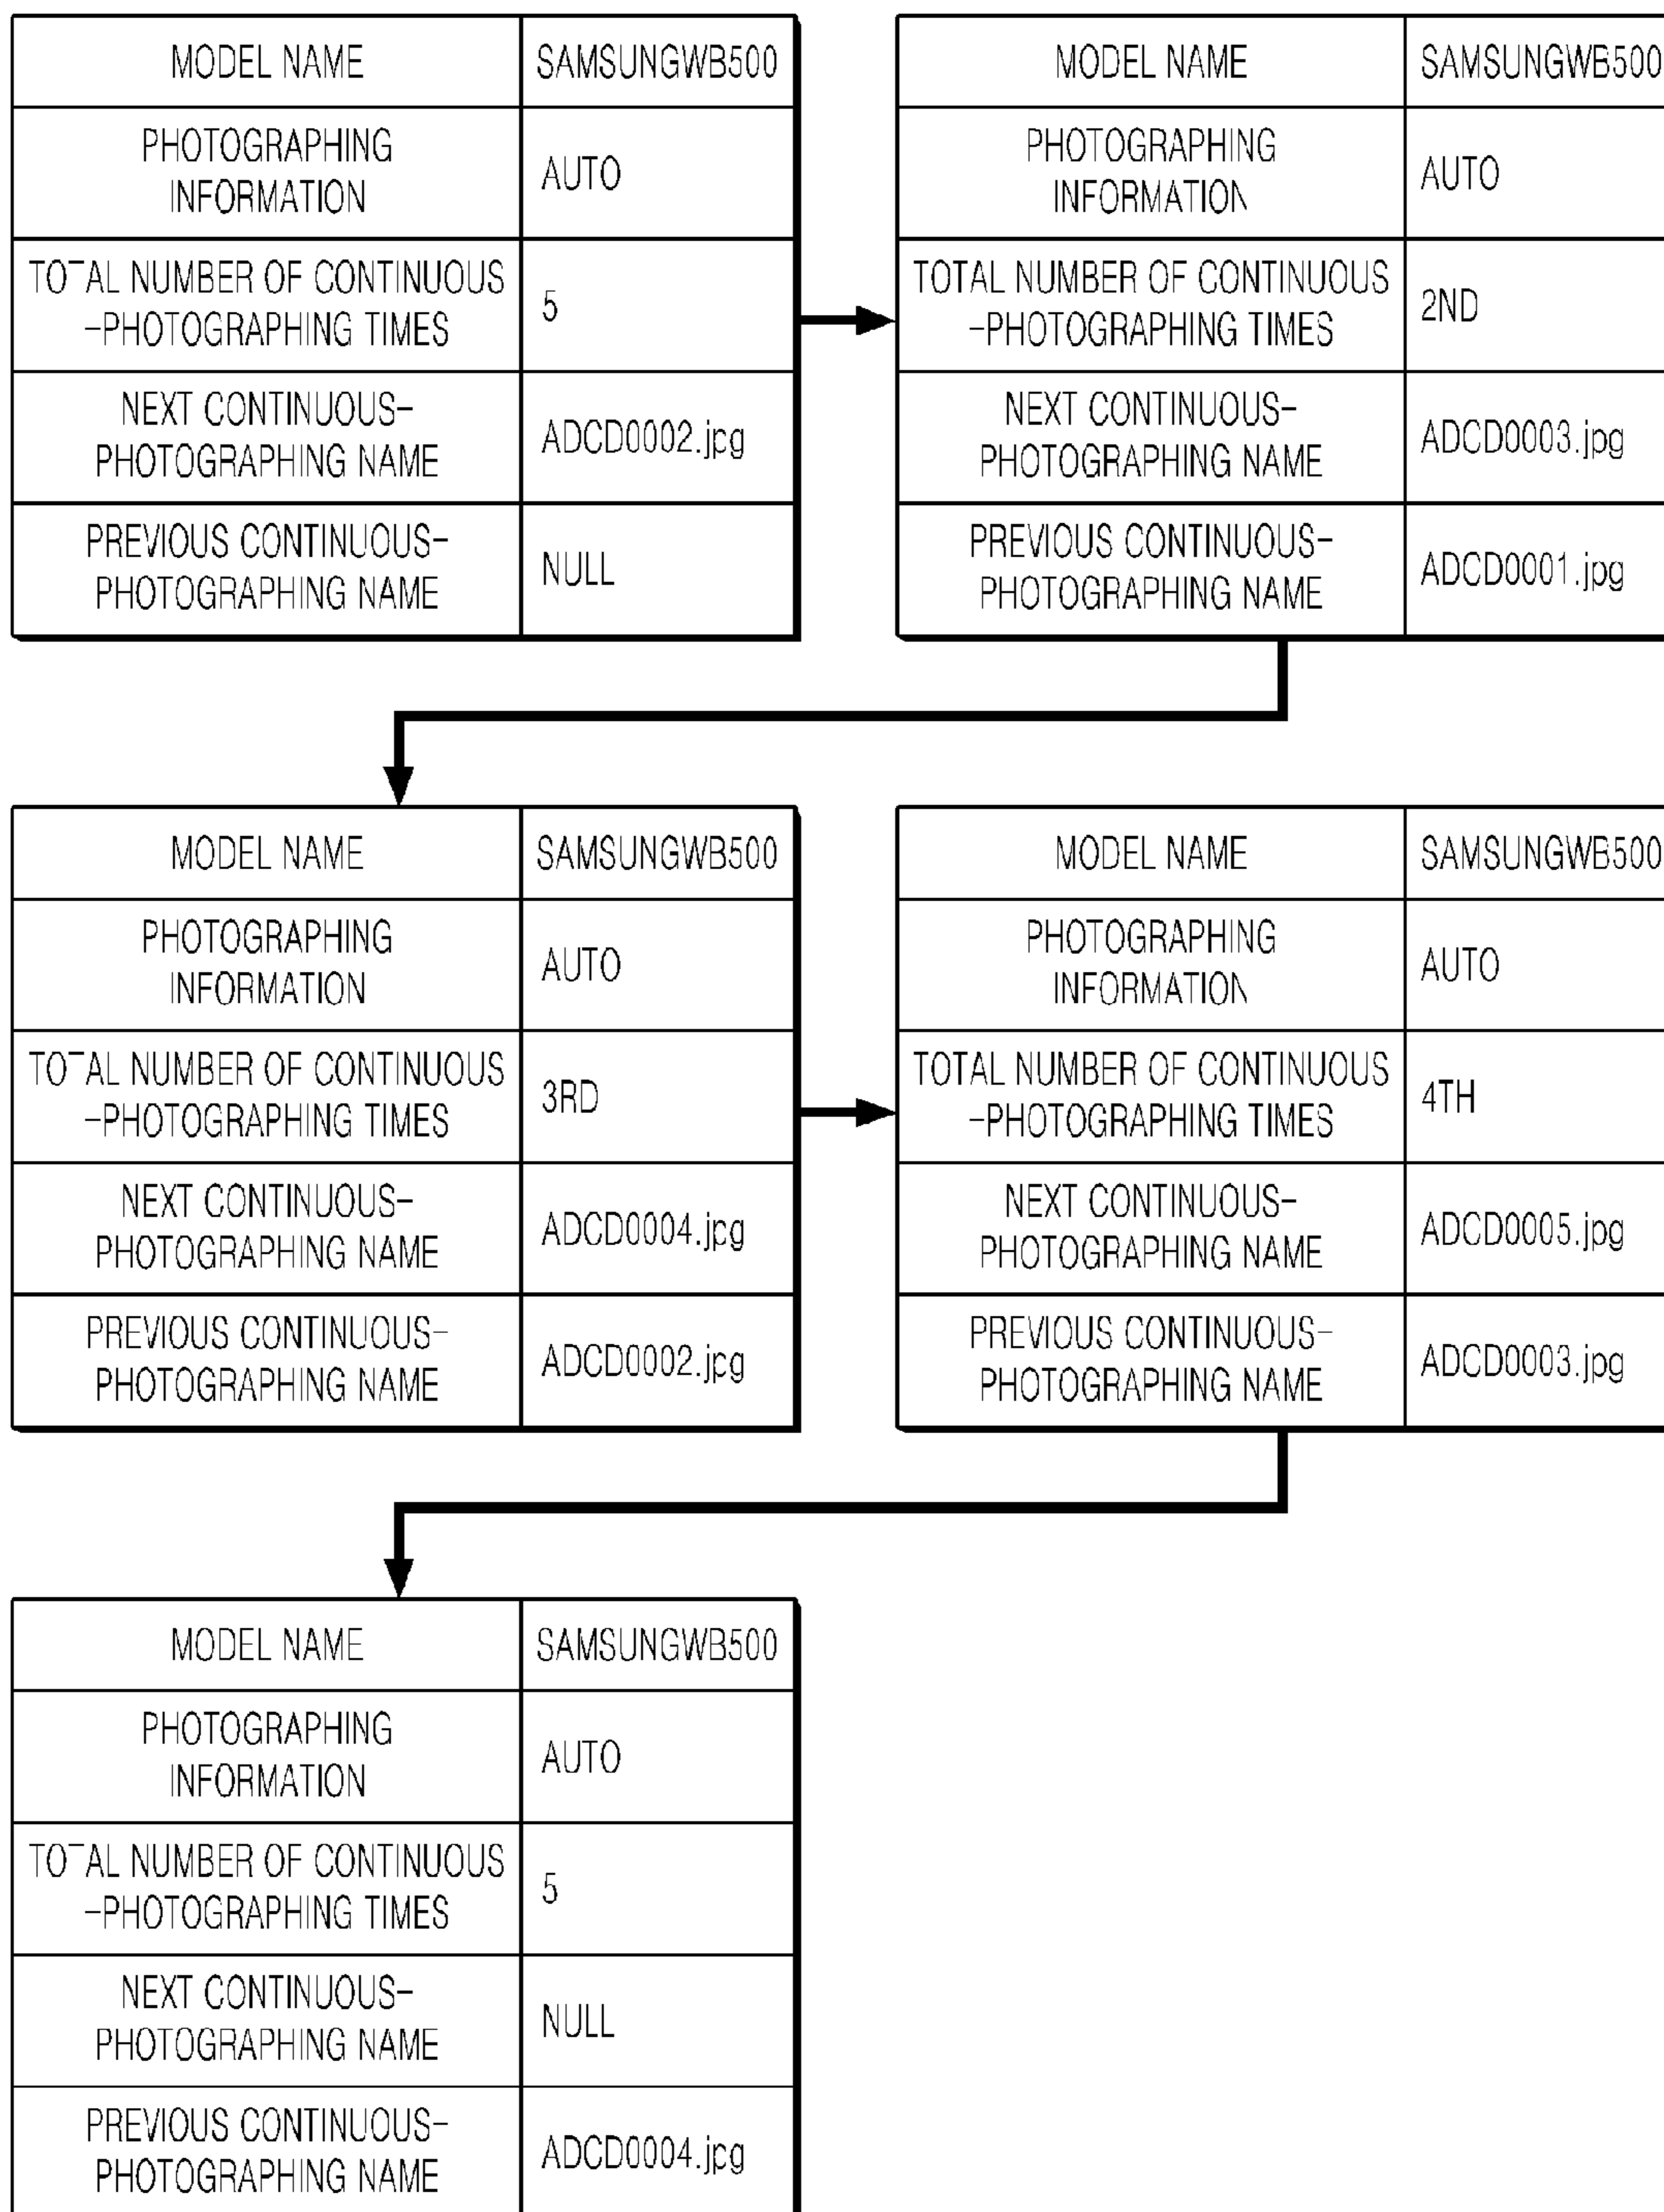 MODEL NAME SAMSUNGWB500
PHOTOGRAPHING
INFORMATION
AUTO
TOTAL NUMBER OF CONTINUOUS
-PHOTOGRAPHING TIMES
5
NEXT CONTINUOUS-
PHOTOGRAPHING NAME
ADCD0002.jpg
PREVIOUS CONTINUOUS-
PHOTOGRAPHING NAME
NULL
MODEL NAME SAMSUNGWB500
PHOTOGRAPHING
INFORMATION
AUTO
TOTAL NUMBER OF CONTINUOUS
-PHOTOGRAPHING TIMES
2ND
NEXT CONTINUOUS-
PHOTOGRAPHING NAME
ADCD0003.jpg
PREVIOUS CONTINUOUS-
PHOTOGRAPHING NAME
ADCD0001.jpg
MODEL NAME SAMSUNGWB500
PHOTOGRAPHING
INFORMATION
AUTO
TOTAL NUMBER OF CONTINUOUS
-PHOTOGRAPHING TIMES
3RD
NEXT CONTINUOUS-
PHOTOGRAPHING NAME
ADCD0004.jpg
PREVIOUS CONTINUOUS-
PHOTOGRAPHING NAME
ADCD0002.jpg
MODEL NAME SAMSUNGWB500
PHOTOGRAPHING
INFORMATION
AUTO
TOTAL NUMBER OF CONTINUOUS
-PHOTOGRAPHING TIMES
4TH
NEXT CONTINUOUS-
PHOTOGRAPHING NAME
ADCD0005.jpg
PREVIOUS CONTINUOUS-
PHOTOGRAPHING NAME
ADCD0003.jpg
MODEL NAME SAMSUNGWB500
PHOTOGRAPHING
INFORMATION
AUTO
TOTAL NUMBER OF CONTINUOUS
-PHOTOGRAPHING TIMES
5
NEXT CONTINUOUS-
PHOTOGRAPHING NAME
NULL
PREVIOUS CONTINUOUS-
PHOTOGRAPHING NAME
ADCD0004.jpg